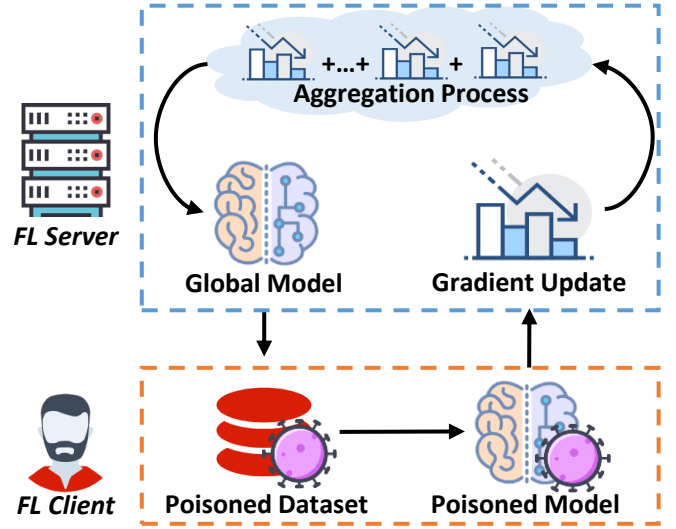 +...+ +
Aggregation Process
FL Server
Global Model
Gradient Update
FL Client
Poisoned Dataset
Poisoned Model